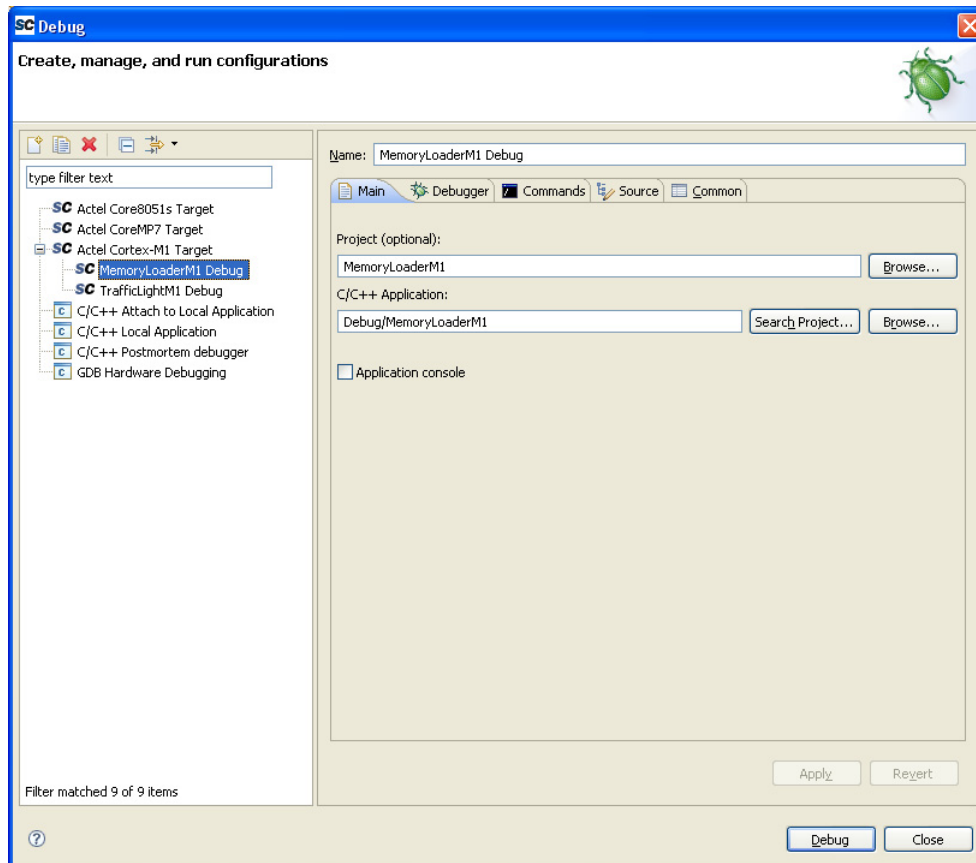 SC Debug
Create, manage, and run configurations
type filter text
SC Actel Core8051s Target
SC Actel CoreMP7 Target
SC Actel Cortex-M1 Target
SC MemoryLoaderM1 Debug
SC TrafficLightM1 Debug
c C/C++ Attach to Local Application
c C/C++ Local Application
c C/C++ Postmortem debugger
c GDB Hardware Debugging
Filter matched 9 of 9 items
Name: MemoryLoaderM1 Debug
Main Debugger Commands Source Common
Project (optional):
MemoryLoaderM1 Browse...
C/C++ Application:
Debug/MemoryLoaderM1 Search Project... Browse...
Application console
Apply Revert
? Debug Close